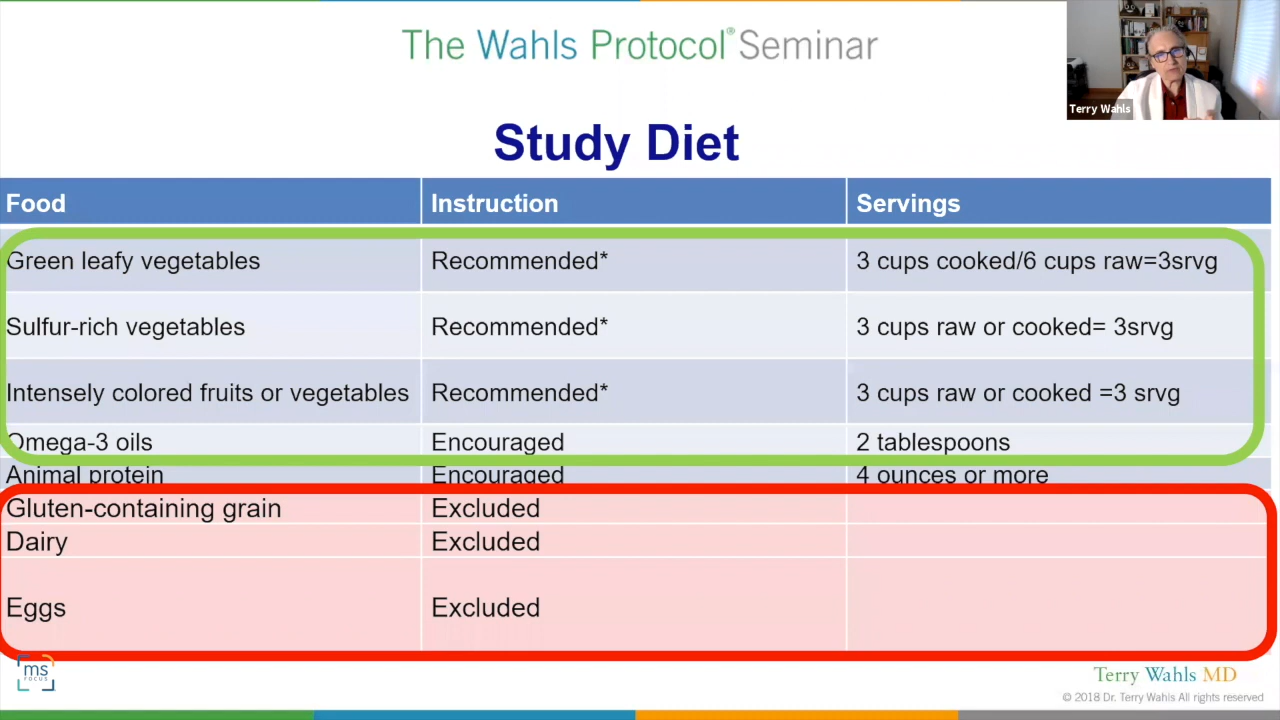 The Wahls Protocol® Seminar
Terry Wahls
Study Diet
Food Instruction Servings
Green leafy vegetables Recommended* 3 cups cooked/6 cups raw=3srvg
Sulfur-rich vegetables Recommended* 3 cups raw or cooked= 3srvg
Intensely colored fruits or vegetables Recommended* 3 cups raw or cooked =3 srvg
Omega-3 oils Encouraged 2 tablespoons
Animal protein Encouraged 4 ounces or more
Gluten-containing grain Excluded
Dairy Excluded
Eggs Excluded
ms
FOCUS
Terry Wahls MD
© 2018 Dr. Terry Wahls All rights reserved